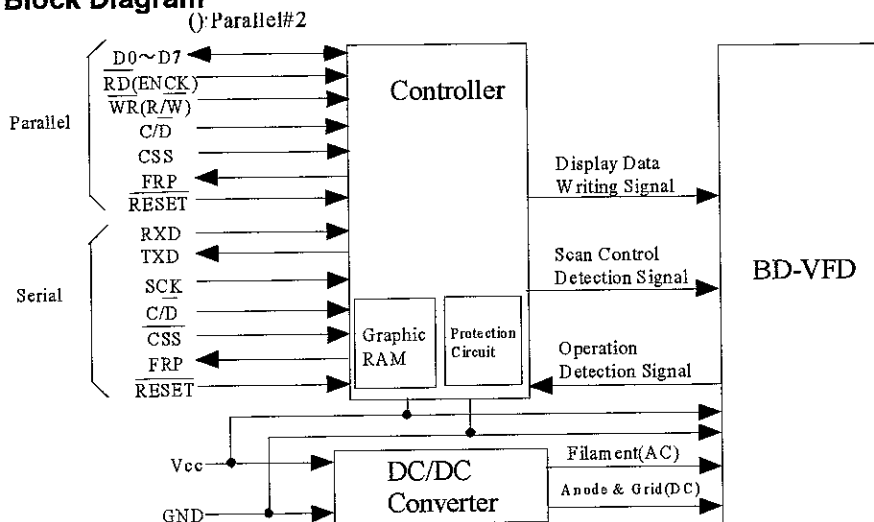 Block Diagram
():Parallel#2
Parallel
D0～D7
RD(ENCK)
WR(R/W)
C/D
CSS
FRP
RESET
Serial
RXD
TXD
SCK
C/D
CSS
FRP
RESET
Controller
Graphic
RAM
Protection
Circuit
Display Data
Writing Signal
Scan Control
Detection Signal
Operation
Detection Signal
BD-VFD
Vcc
GND
DC/DC
Converter
Filament(AC)
Anode & Grid(DC)